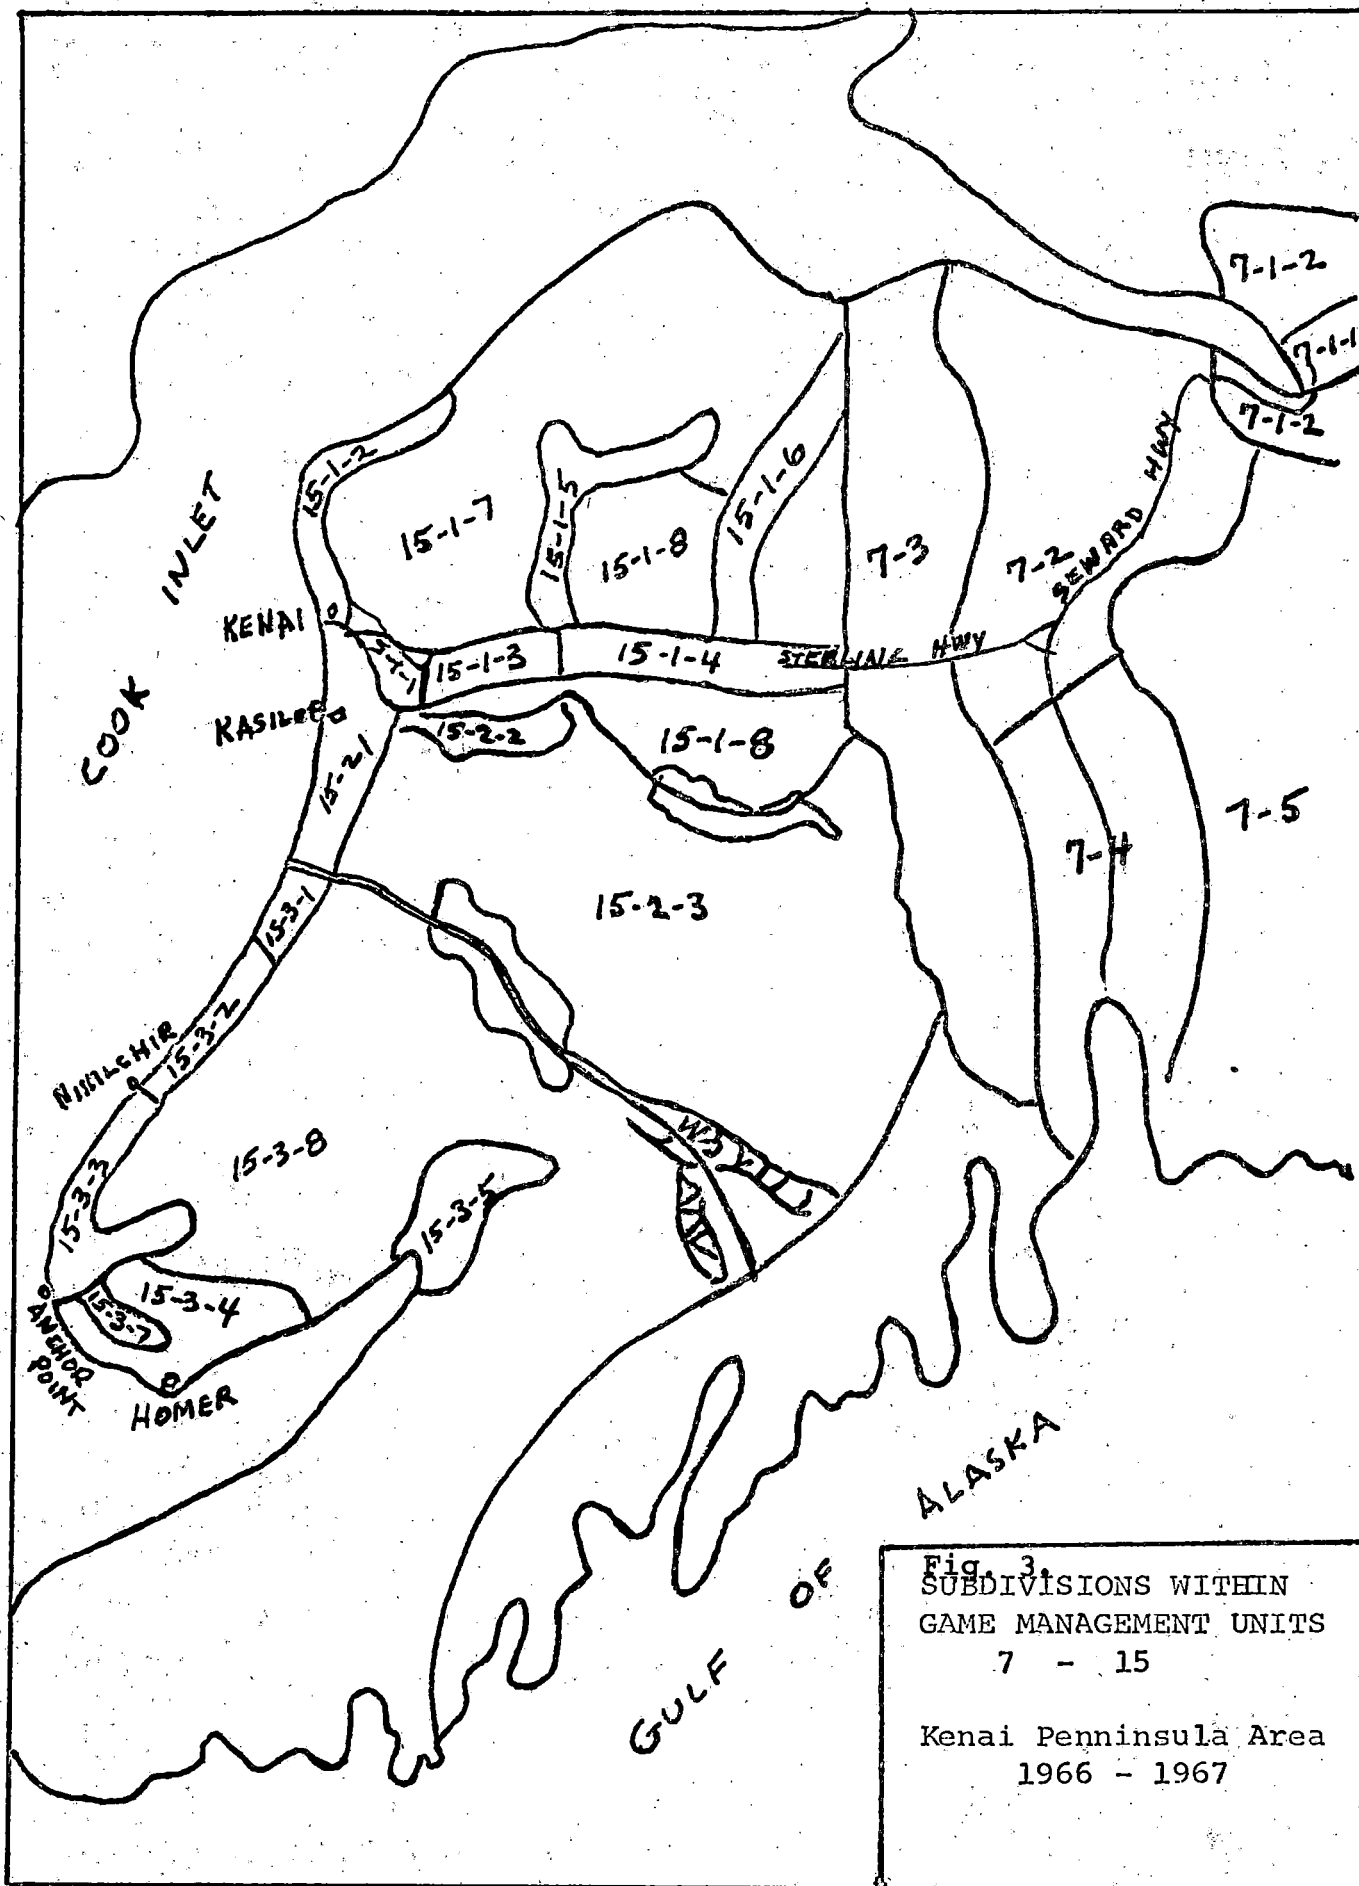 7-1-2
7-1-1
7-1-2
SEWARD HWY
15-1-2
15-1-7
15-1-5
15-1-8
15-1-6
7-3
7-2
COOK INLET
KENAI
15-1-3
15-1-4
STERLING HWY
KASILOF
15-2-2
15-1-8
15-2-1
7-4
7-5
15-2-3
15-3-1
15-3-2
15-3-8
15-3-3
15-3-5
15-3-4
15-3-7
ANCHOR
POINT
HOMER
GULF OF ALASKA
Fig. 3.
SUBDIVISIONS WITHIN
GAME MANAGEMENT UNITS
7 - 15
Kenai Penninsula Area
1966 - 1967